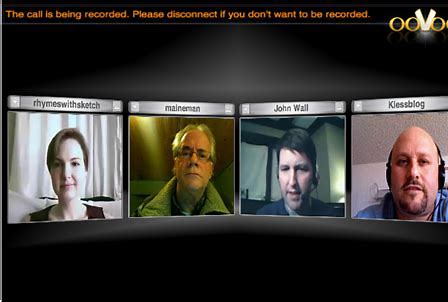 The call is being recorded. Please disconnect if you don't want to be recorded.
ooVoo
rhymeswithsketch
maineman
John Wall
Klessblog